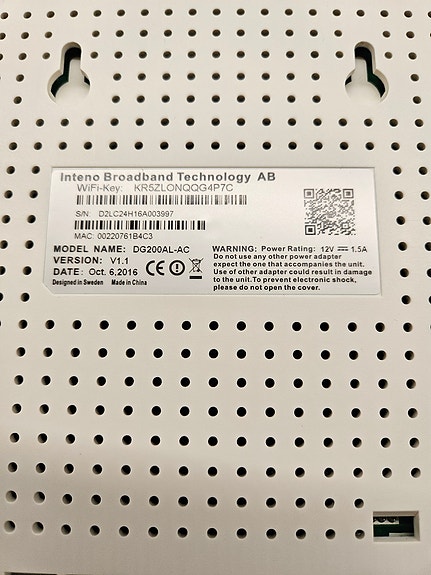 Inteno Broadband Technology AB
WiFi-Key: KR5ZLONQQG4P7C
S/N: D2LC24H16A003997
MAC: 00220761B4C3
MODEL NAME: DG200AL-AC
VERSION: V1.1
DATE: Oct. 6.2016
Designed in Sweden Made in China
CE
WARNING: Power Rating: 12V ⎓ 1.5A
Do not use any other power adapter
expect the one that accompanies the unit.
Use of other adapter could result in damage
to the unit.To prevent electronic shock,
please do not open the cover.